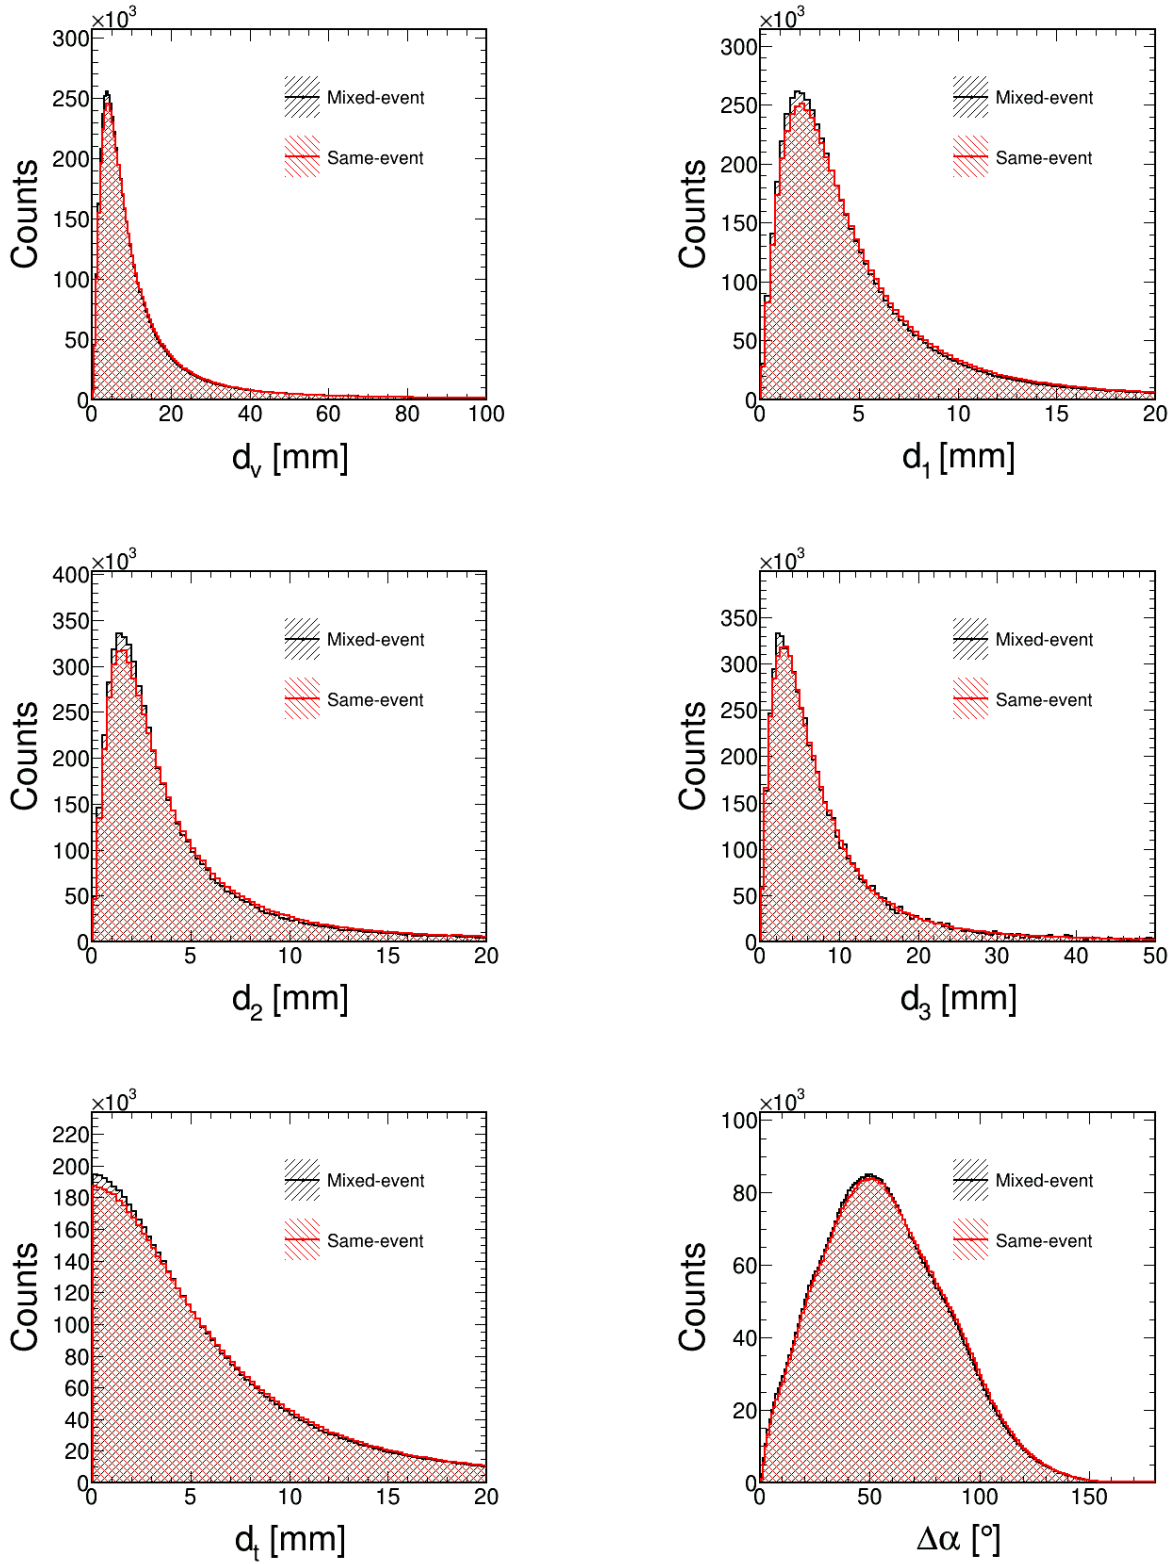 ×10³
300
250
200
150
100
50
0
Counts
Mixed-event
Same-event
0 20 40 60 80 100
d_v [mm]
×10³
300
250
200
150
100
50
0
Counts
Mixed-event
Same-event
0 5 10 15 20
d_1 [mm]
×10³
400
350
300
250
200
150
100
50
0
Counts
Mixed-event
Same-event
0 5 10 15 20
d_2 [mm]
×10³
350
300
250
200
150
100
50
0
Counts
Mixed-event
Same-event
0 10 20 30 40 50
d_3 [mm]
×10³
220
200
180
160
140
120
100
80
60
40
20
0
Counts
Mixed-event
Same-event
0 5 10 15 20
d_t [mm]
×10³
100
80
60
40
20
0
Counts
Mixed-event
Same-event
0 50 100 150
Δα [°]